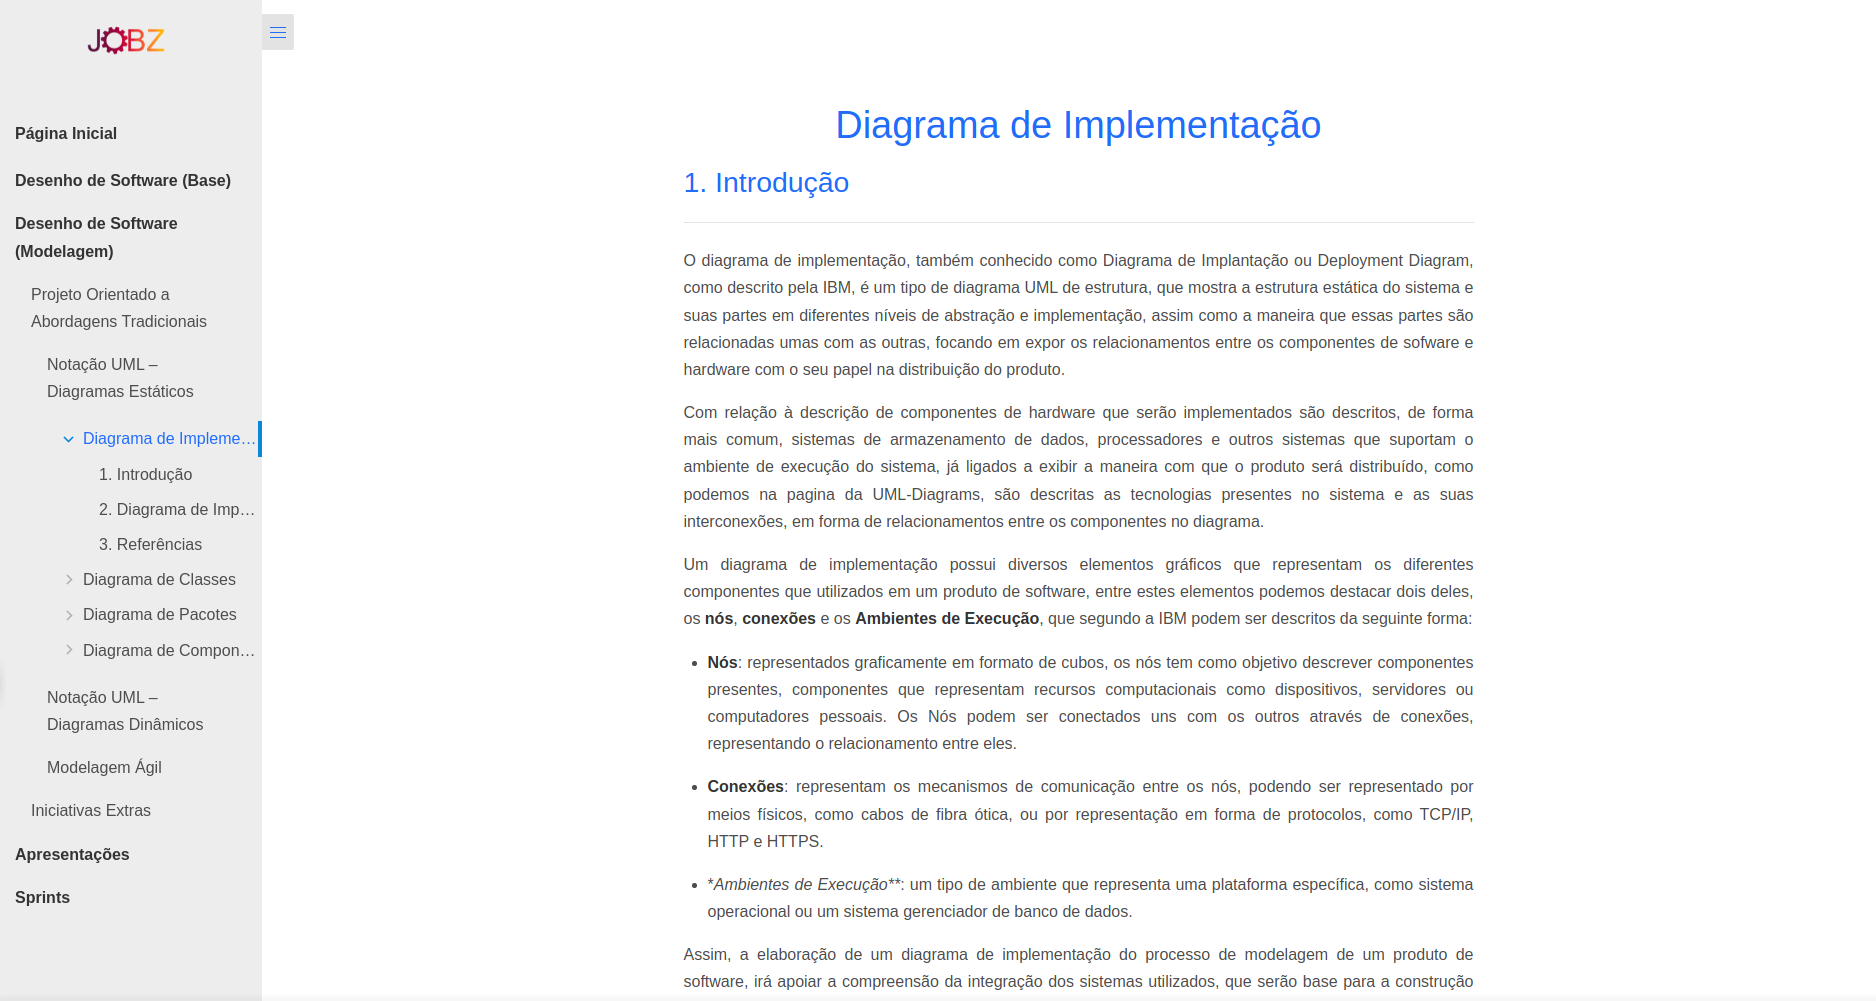 JOBZ
Página Inicial
Desenho de Software (Base)
Desenho de Software
(Modelagem)
Projeto Orientado a
Abordagens Tradicionais
Notação UML –
Diagramas Estáticos
Diagrama de Impleme…
1. Introdução
2. Diagrama de Imp…
3. Referências
Diagrama de Classes
Diagrama de Pacotes
Diagrama de Compon…
Notação UML –
Diagramas Dinâmicos
Modelagem Ágil
Iniciativas Extras
Apresentações
Sprints
Diagrama de Implementação
1. Introdução
O diagrama de implementação, também conhecido como Diagrama de Implantação ou Deployment Diagram,
como descrito pela IBM, é um tipo de diagrama UML de estrutura, que mostra a estrutura estática do sistema e
suas partes em diferentes níveis de abstração e implementação, assim como a maneira que essas partes são
relacionadas umas com as outras, focando em expor os relacionamentos entre os componentes de sofware e
hardware com o seu papel na distribuição do produto.
Com relação à descrição de componentes de hardware que serão implementados são descritos, de forma
mais comum, sistemas de armazenamento de dados, processadores e outros sistemas que suportam o
ambiente de execução do sistema, já ligados a exibir a maneira com que o produto será distribuído, como
podemos na pagina da UML-Diagrams, são descritas as tecnologias presentes no sistema e as suas
interconexões, em forma de relacionamentos entre os componentes no diagrama.
Um diagrama de implementação possui diversos elementos gráficos que representam os diferentes
componentes que utilizados em um produto de software, entre estes elementos podemos destacar dois deles,
os nós, conexões e os Ambientes de Execução, que segundo a IBM podem ser descritos da seguinte forma:
• Nós: representados graficamente em formato de cubos, os nós tem como objetivo descrever componentes
presentes, componentes que representam recursos computacionais como dispositivos, servidores ou
computadores pessoais. Os Nós podem ser conectados uns com os outros através de conexões,
representando o relacionamento entre eles.
• Conexões: representam os mecanismos de comunicação entre os nós, podendo ser representado por
meios físicos, como cabos de fibra ótica, ou por representação em forma de protocolos, como TCP/IP,
HTTP e HTTPS.
• *Ambientes de Execução**: um tipo de ambiente que representa uma plataforma específica, como sistema
operacional ou um sistema gerenciador de banco de dados.
Assim, a elaboração de um diagrama de implementação do processo de modelagem de um produto de
software, irá apoiar a compreensão da integração dos sistemas utilizados, que serão base para a construção